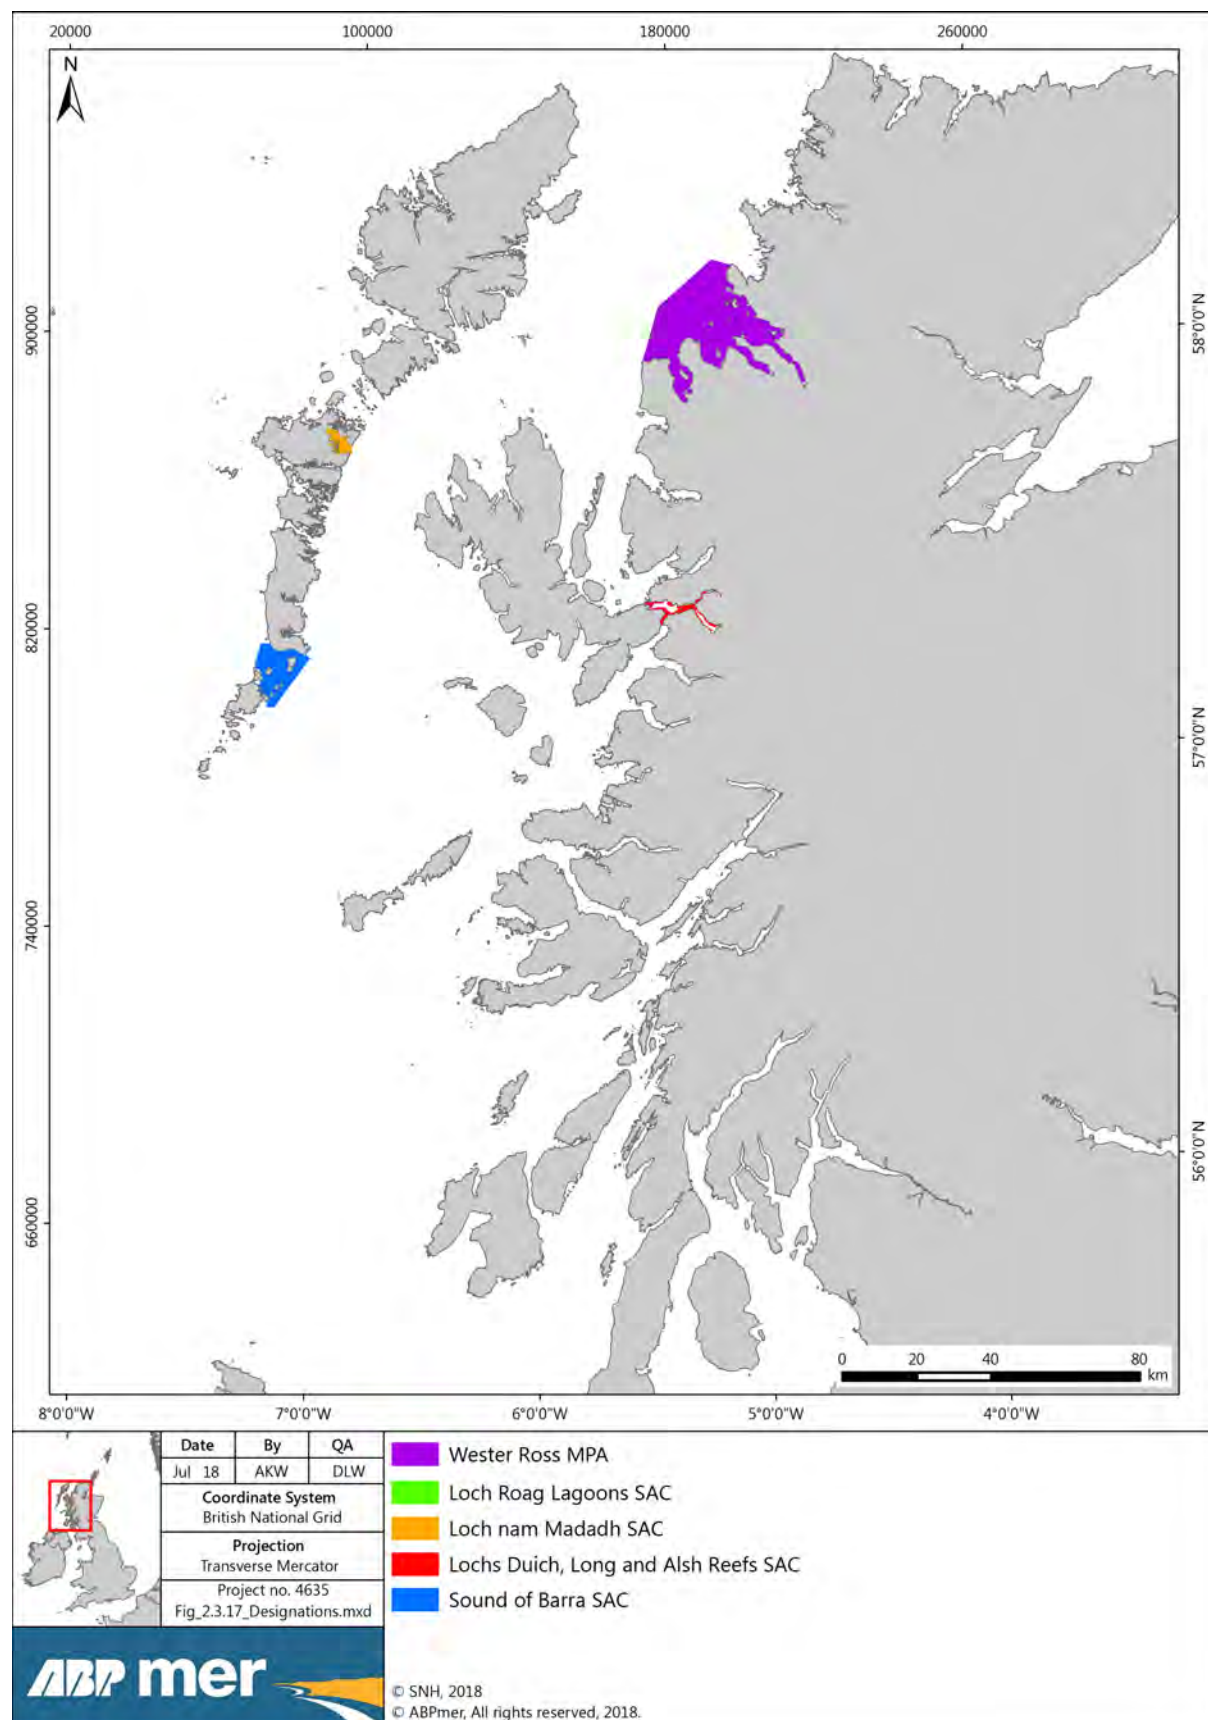 20000 100000 180000 260000
N
900000
820000
740000
660000
58°0'0"N
57°0'0"N
56°0'0"N
0 20 40 80
km
8°0'0"W 7°0'0"W 6°0'0"W 5°0'0"W 4°0'0"W
Date By QA
Jul 18 AKW DLW
Coordinate System
British National Grid
Projection
Transverse Mercator
Project no. 4635
Fig_2.3.17_Designations.mxd
ABP mer
Wester Ross MPA
Loch Roag Lagoons SAC
Loch nam Madadh SAC
Lochs Duich, Long and Alsh Reefs SAC
Sound of Barra SAC
© SNH, 2018
© ABPmer, All rights reserved, 2018.